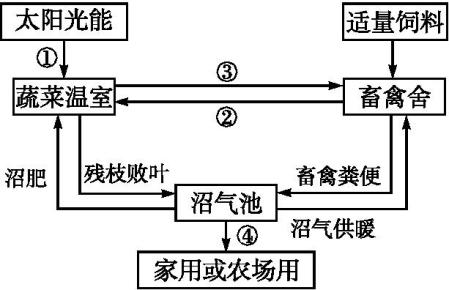 太阳光能
适量饲料
①
③
蔬菜温室
畜禽舍
②
沼肥
残枝败叶
畜禽粪便
沼气池
沼气供暖
④
家用或农场用